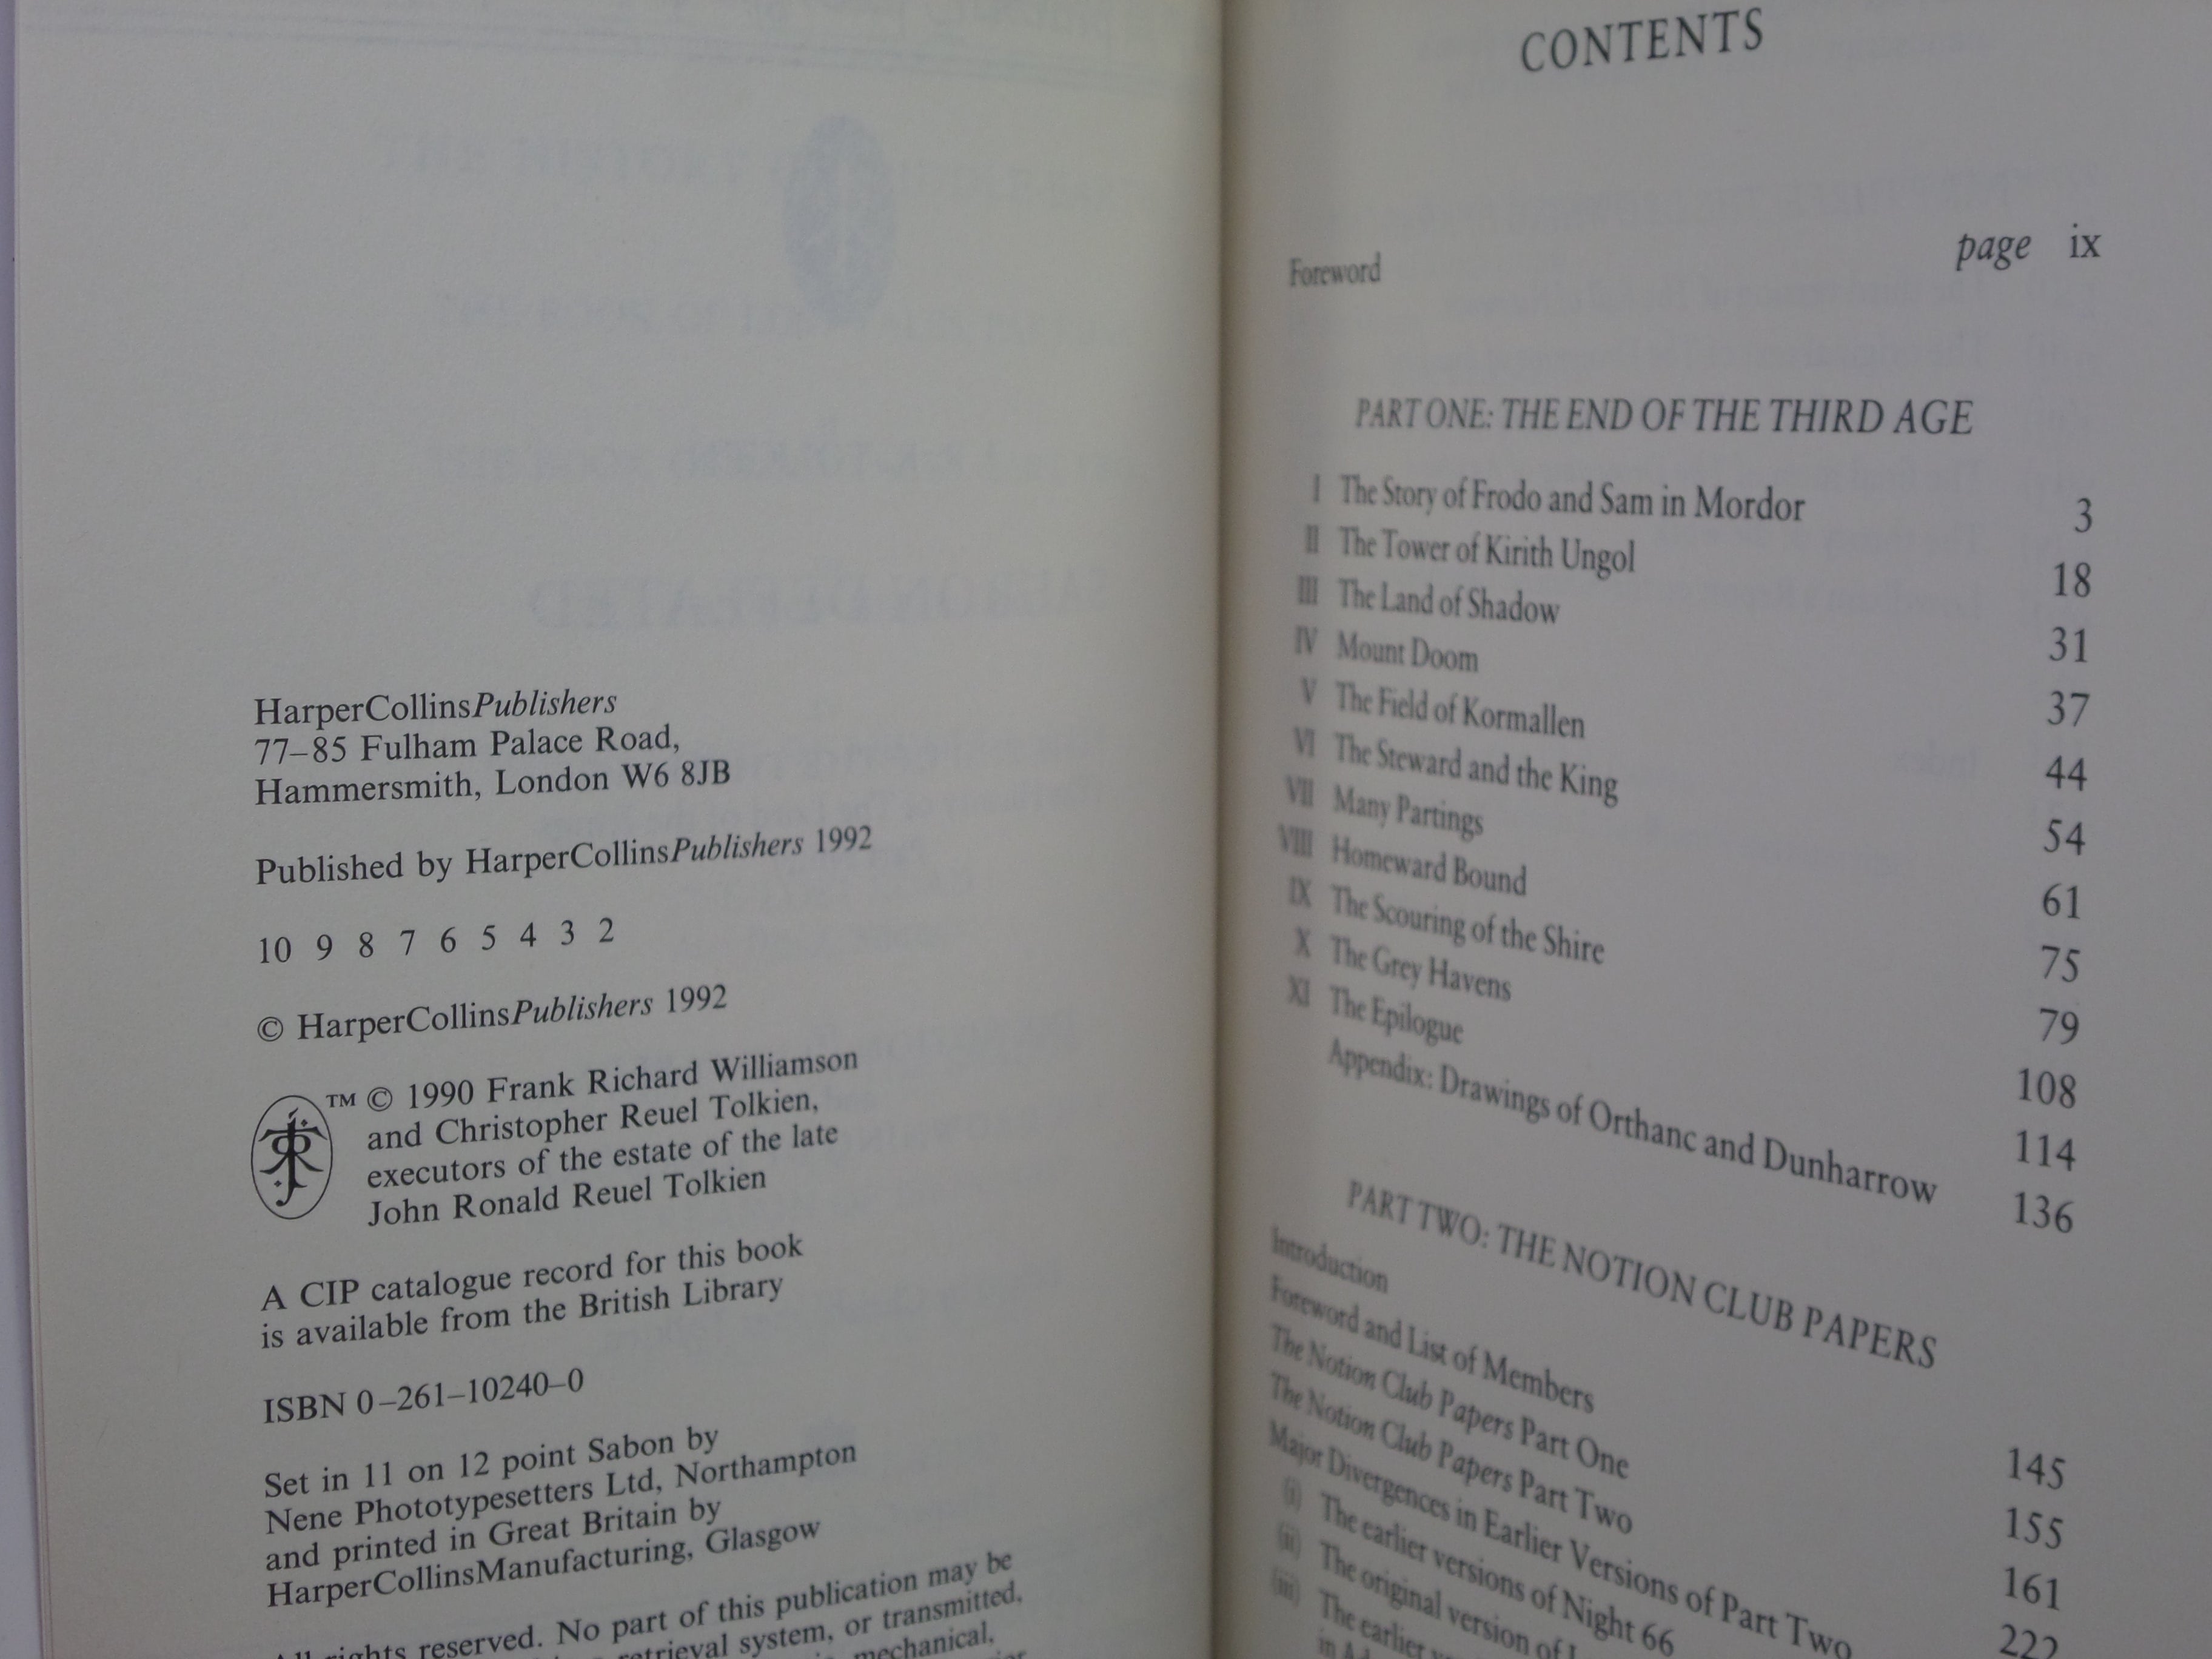 HarperCollinsPublishers
77–85 Fulham Palace Road,
Hammersmith, London W6 8JB
Published by HarperCollinsPublishers 1992
10 9 8 7 6 5 4 3 2
© HarperCollinsPublishers 1992
™ © 1990 Frank Richard Williamson
and Christopher Reuel Tolkien,
executors of the estate of the late
John Ronald Reuel Tolkien
A CIP catalogue record for this book
is available from the British Library
ISBN 0–261–10240–0
Set in 11 on 12 point Sabon by
Nene Phototypesetters Ltd, Northampton
and printed in Great Britain by
HarperCollinsManufacturing, Glasgow
rights reserved. No part of this publication may be
retrieval system, or transmitted,
mechanical,
CONTENTS
Foreword page ix
PART ONE: THE END OF THE THIRD AGE
I The Story of Frodo and Sam in Mordor 3
II The Tower of Kirith Ungol 18
III The Land of Shadow 31
IV Mount Doom 37
V The Field of Kormallen 44
VI The Steward and the King 54
VII Many Partings 61
VIII Homeward Bound 75
IX The Scouring of the Shire 79
X The Grey Havens 108
XI The Epilogue 114
Appendix: Drawings of Orthanc and Dunharrow 136
PART TWO: THE NOTION CLUB PAPERS
Introduction 145
Foreword and List of Members 155
The Notion Club Papers Part One 161
The Notion Club Papers Part Two 222
Major Divergences in Earlier Versions of Part Two
(i) The earlier versions of Night 66
(ii) The original version of
(iii) The earlier
in